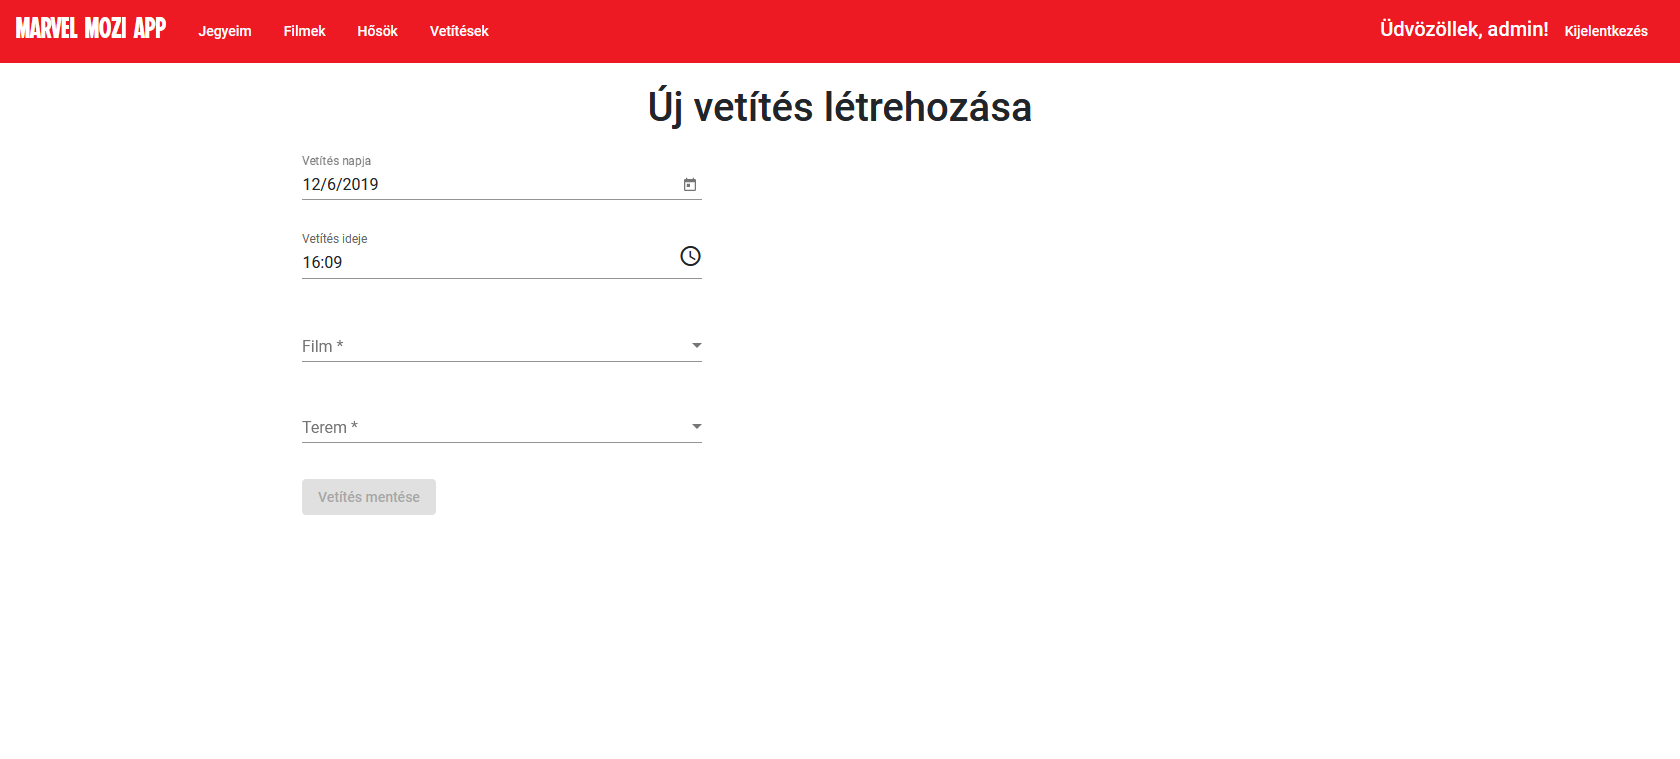 MARVEL MOZI APP Jegyeim Filmek Hősök Vetítések Üdvözöllek, admin! Kijelentkezés
Új vetítés létrehozása
Vetítés napja
12/6/2019
Vetítés ideje
16:09
Film *
Terem *
Vetítés mentése